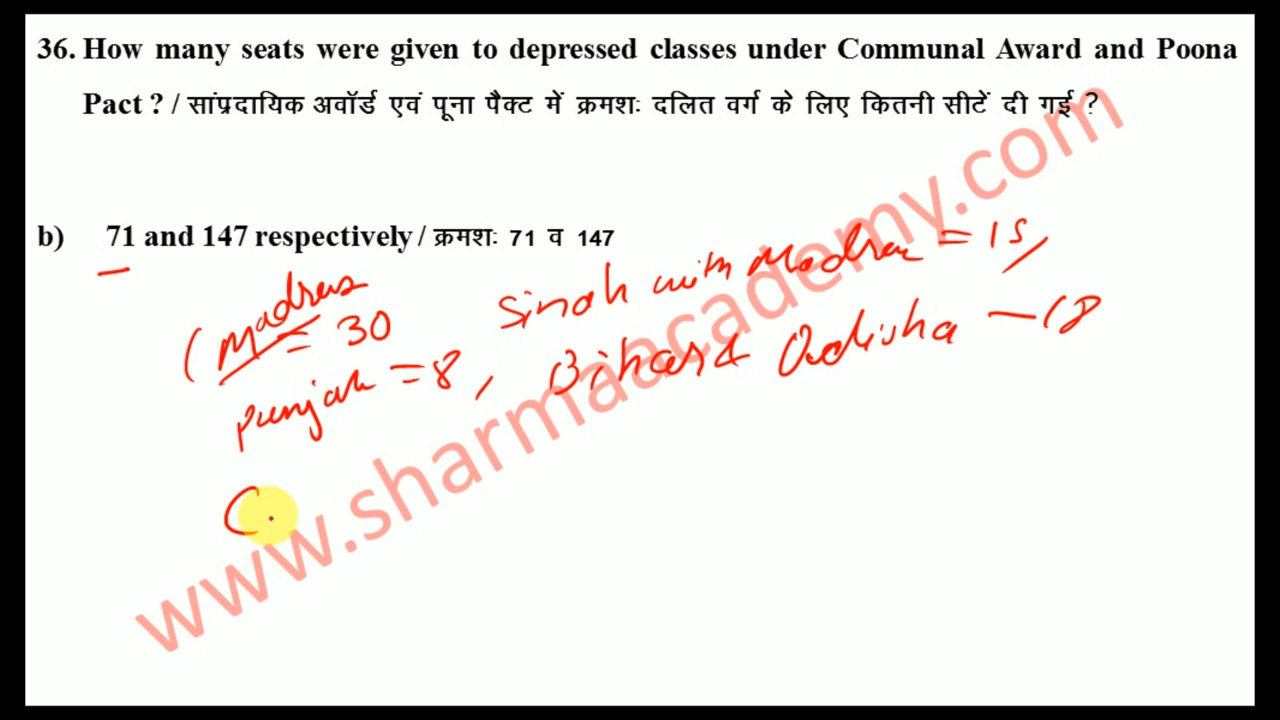 36. How many seats were given to depressed classes under Communal Award and Poona
Pact ? / सांप्रदायिक अवॉर्ड एवं पूना पैक्ट में क्रमशः दलित वर्ग के लिए कितनी सीटें दी गई ?
b) 71 and 147 respectively / क्रमशः 71 व 147
(Madras = 30
Sindh with Madras = 15,
Punjab = 8, Bihar & Odisha - 18
C
www.sharmaacademy.com